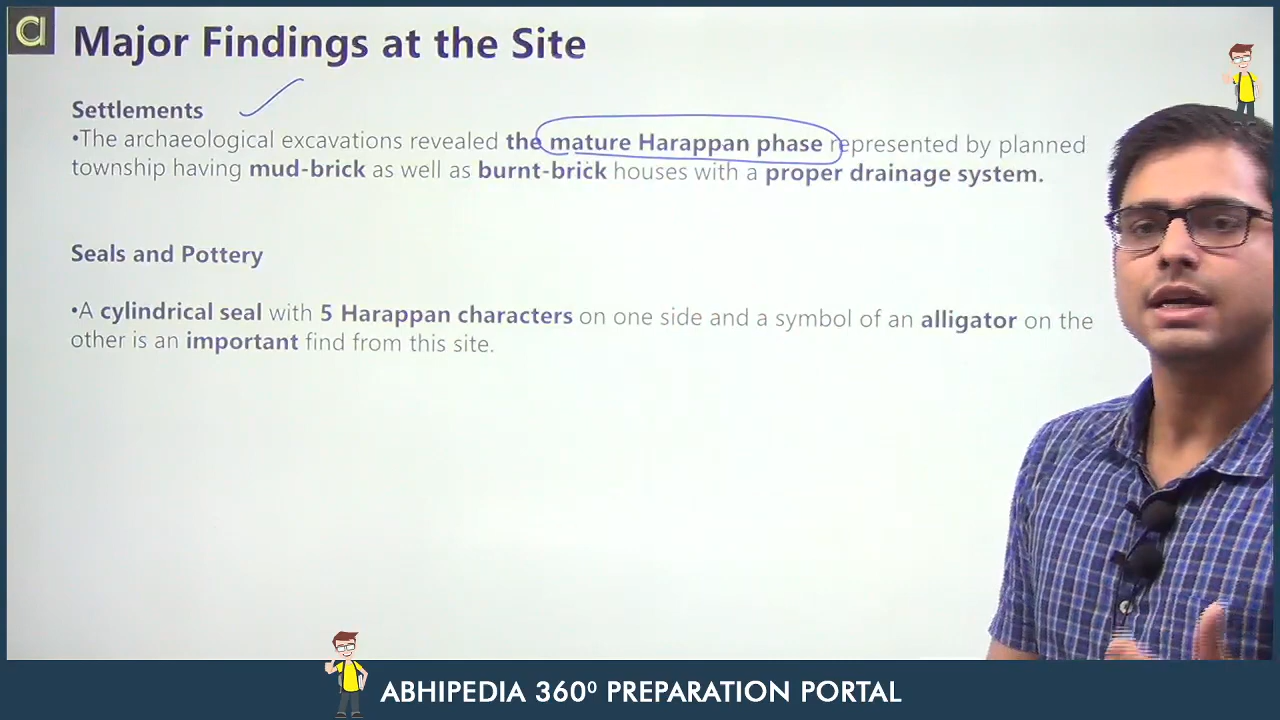 Major Findings at the Site
Settlements
•The archaeological excavations revealed the mature Harappan phase represented by planned
township having mud-brick as well as burnt-brick houses with a proper drainage system.
Seals and Pottery
•A cylindrical seal with 5 Harappan characters on one side and a symbol of an alligator on the
other is an important find from this site.
ABHIPEDIA 360⁰ PREPARATION PORTAL